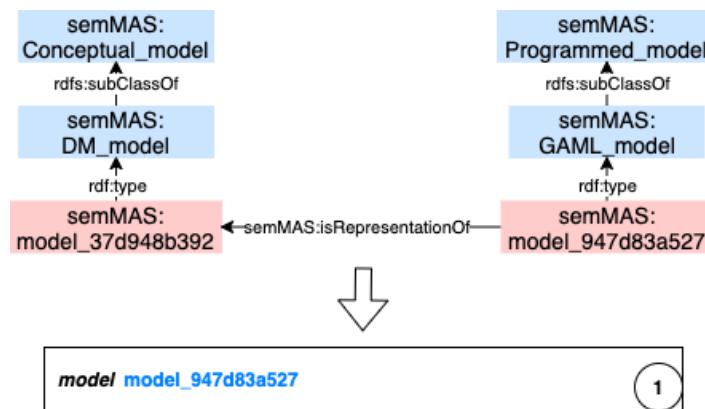 semMAS:
Conceptual_model
semMAS:
Programmed_model
rdfs:subClassOf
rdfs:subClassOf
semMAS:
DM_model
semMAS:
GAML_model
rdf:type
rdf:type
semMAS:
model_37d948b392
semMAS:isRepresentationOf
semMAS:
model_947d83a527
model model_947d83a527
1